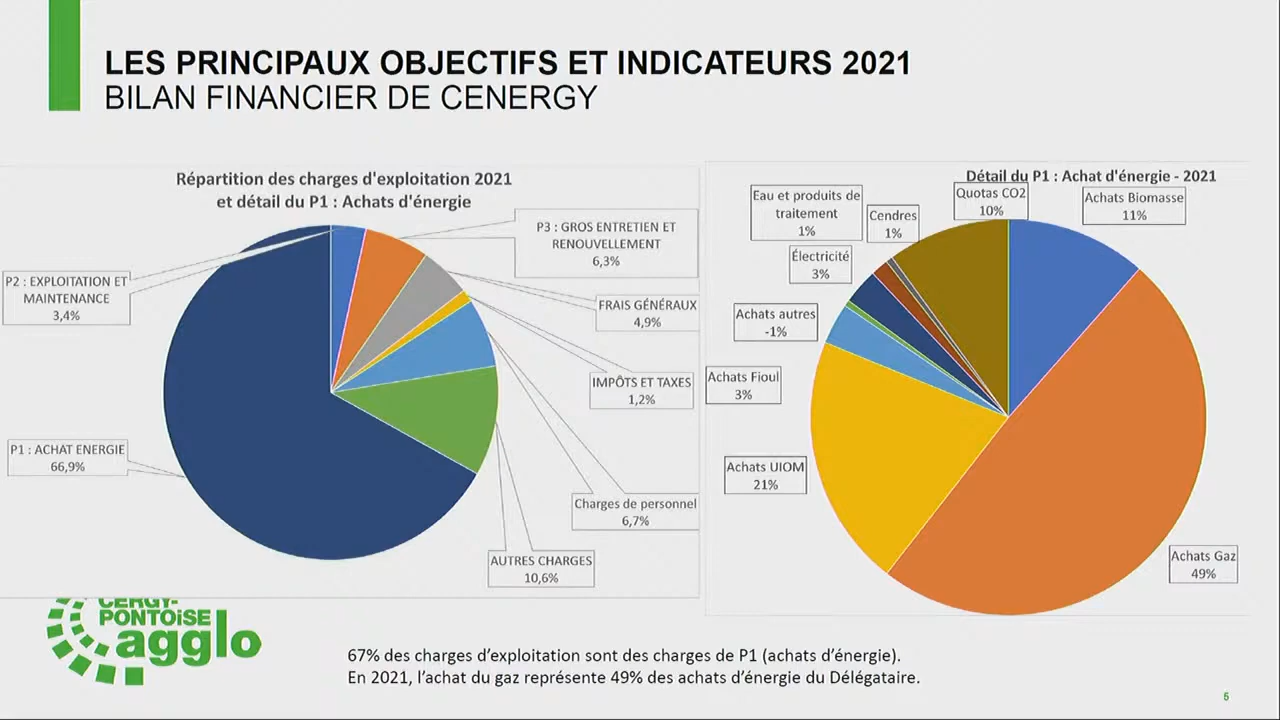 LES PRINCIPAUX OBJECTIFS ET INDICATEURS 2021
BILAN FINANCIER DE CENERGY
Répartition des charges d'exploitation 2021
et détail du P1 : Achats d'énergie
P2 : EXPLOITATION ET
MAINTENANCE
3,4%
P3 : GROS ENTRETIEN ET
RENOUVELLEMENT
6,3%
FRAIS GÉNÉRAUX
4,9%
IMPÔTS ET TAXES
1,2%
P1 : ACHAT ENERGIE
66,9%
Charges de personnel
6,7%
AUTRES CHARGES
10,6%
Détail du P1 : Achat d'énergie - 2021
Quotas CO2
10%
Achats Biomasse
11%
Eau et produits de
traitement
1%
Cendres
1%
Électricité
3%
Achats autres
-1%
Achats Fioul
3%
Achats UIOM
21%
Achats Gaz
49%
CERGY-
PONTOiSE
agglo
67% des charges d’exploitation sont des charges de P1 (achats d’énergie).
En 2021, l’achat du gaz représente 49% des achats d’énergie du Délégataire.
6